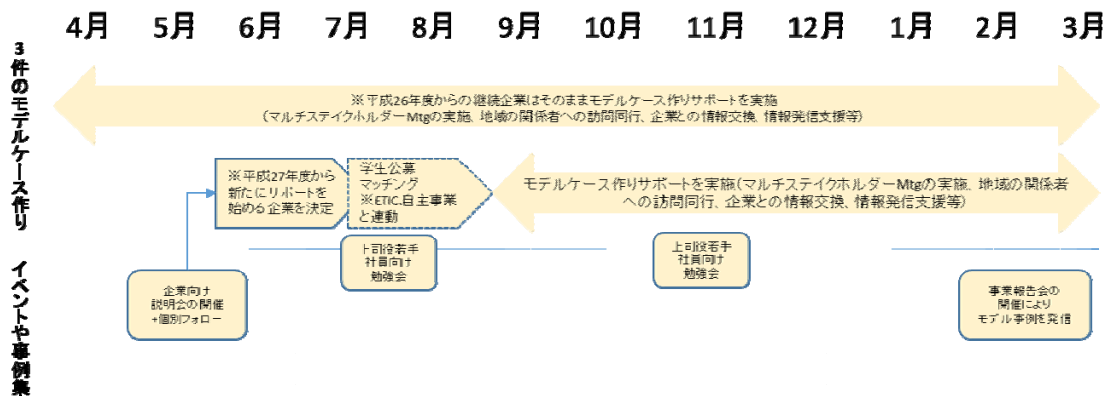 4月 5月 6月 7月 8月 9月 10月 11月 12月 1月 2月 3月
3件のモデルケース作り
※平成26年度からの継続企業はそのままモデルケース作りサポートを実施
(マルチステイクホルダーMtgの実施、地域の関係者への訪問同行、企業との情報交換、情報発信支援等)
※平成27年度から
新たにリポートを
始める企業を決定
学生公募
マッチング
※ETIC.自主事業
と連動
モデルケース作りサポートを実施(マルチステイクホルダーMtgの実施、地域の関係者
への訪問同行、企業との情報交換、情報発信支援等)
イベントや事例集
企業向け
説明会の開催
+個別フォロー
上司役若手
社員向け
勉強会
上司役若手
社員向け
勉強会
事業報告会の
開催により
モデル事例を発信